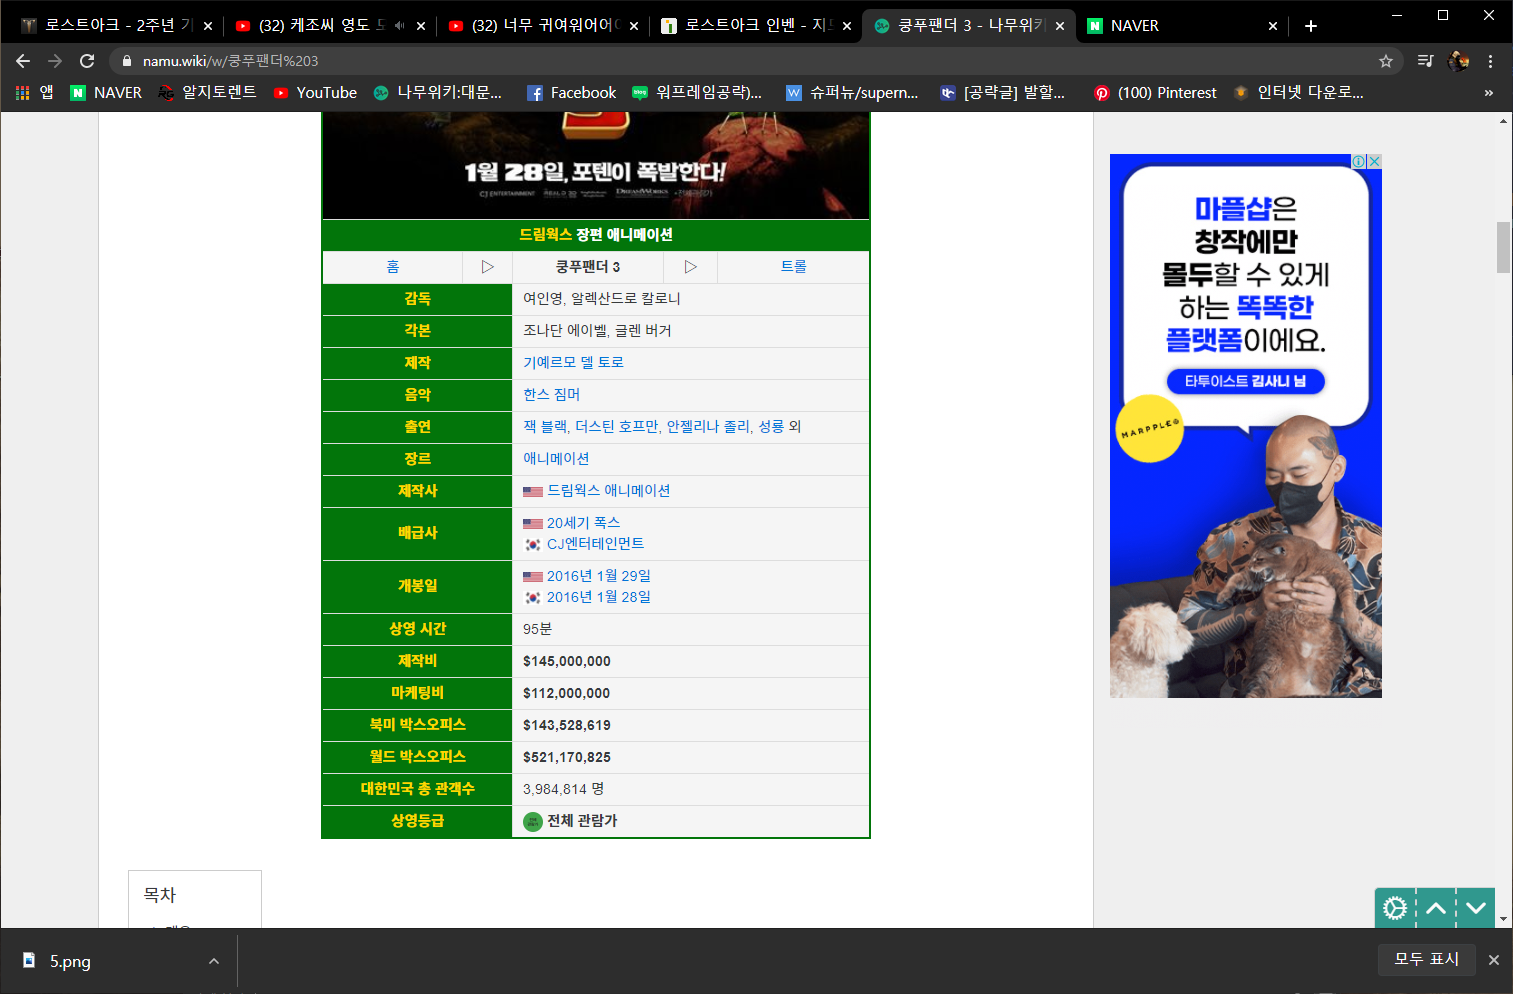 로스트아크 - 2주년 기
(32) 케조씨 영도 도
(32) 너무 귀여워어어어
로스트아크 인벤 - 지도
쿵푸팬더 3 - 나무위키
NAVER
namu.wiki/w/쿵푸팬더%203
앱
NAVER
알지토렌트
YouTube
나무위키:대문...
Facebook
워프레임공략)...
슈퍼뉴/supern...
[공략글] 발할...
(100) Pinterest
인터넷 다운로...
»
1월 28일, 포텐이 폭발한다!
CJ ENTERTAINMENT
DREAMWORKS
전체관람가
드림웍스 장편 애니메이션
홈 ▷ 쿵푸팬더 3 ▷ 트롤
감독 여인영, 알렉산드로 칼로니
각본 조나단 에이벨, 글렌 버거
제작 기예르모 델 토로
음악 한스 짐머
출연 잭 블랙, 더스틴 호프만, 안젤리나 졸리, 성룡 외
장르 애니메이션
제작사 드림웍스 애니메이션
배급사 20세기 폭스
CJ엔터테인먼트
개봉일 2016년 1월 29일
2016년 1월 28일
상영 시간 95분
제작비 $145,000,000
마케팅비 $112,000,000
북미 박스오피스 $143,528,619
월드 박스오피스 $521,170,825
대한민국 총 관객수 3,984,814 명
상영등급 전체 관람가
목차
마플샵은
창작에만
몰두할 수 있게
하는 똑똑한
플랫폼이에요.
타투이스트 김사니 님
MARPPLE
5.png
모두 표시